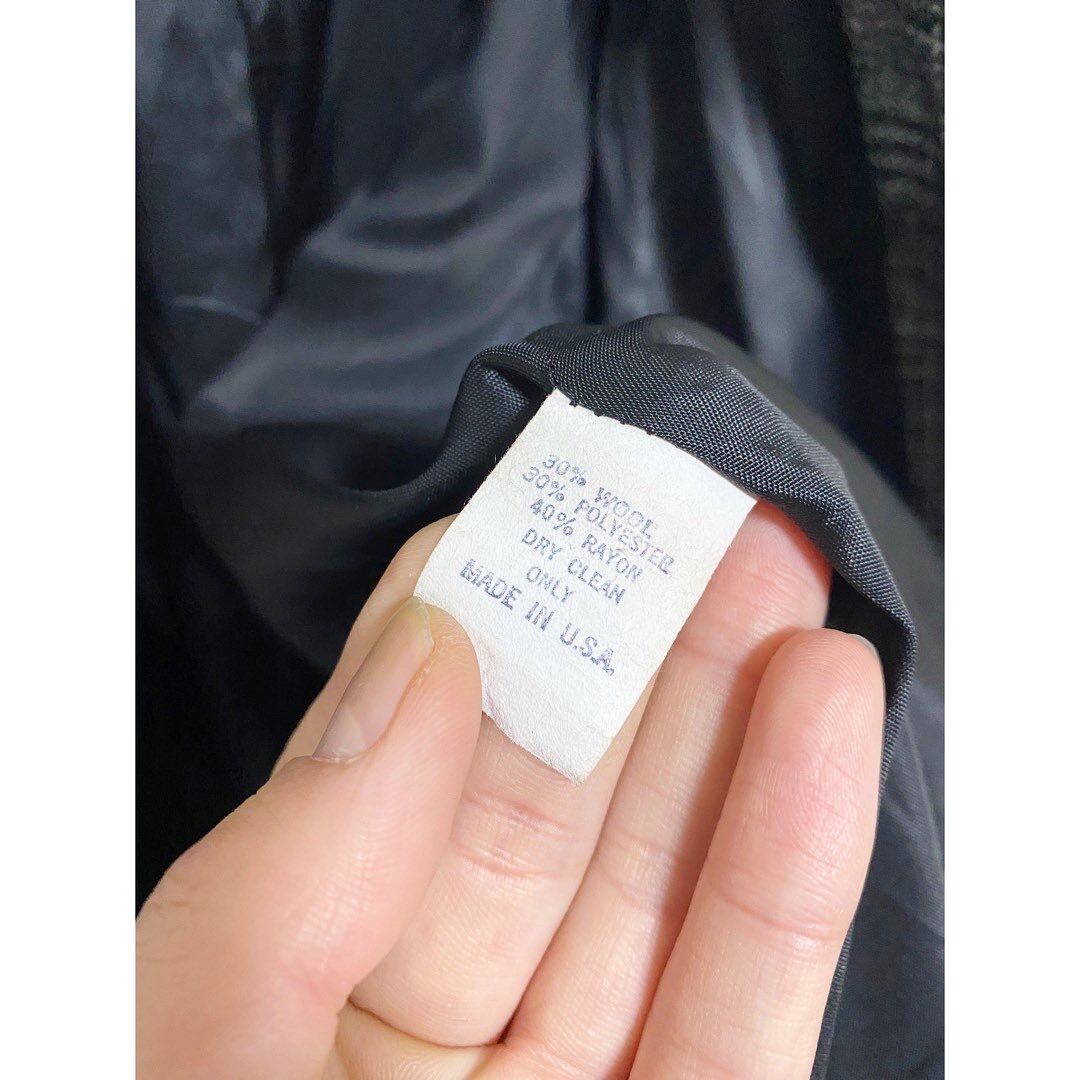 30% WOOL
30% POLYESTER
40% RAYON
DRY CLEAN
ONLY
MADE IN U.S.A.